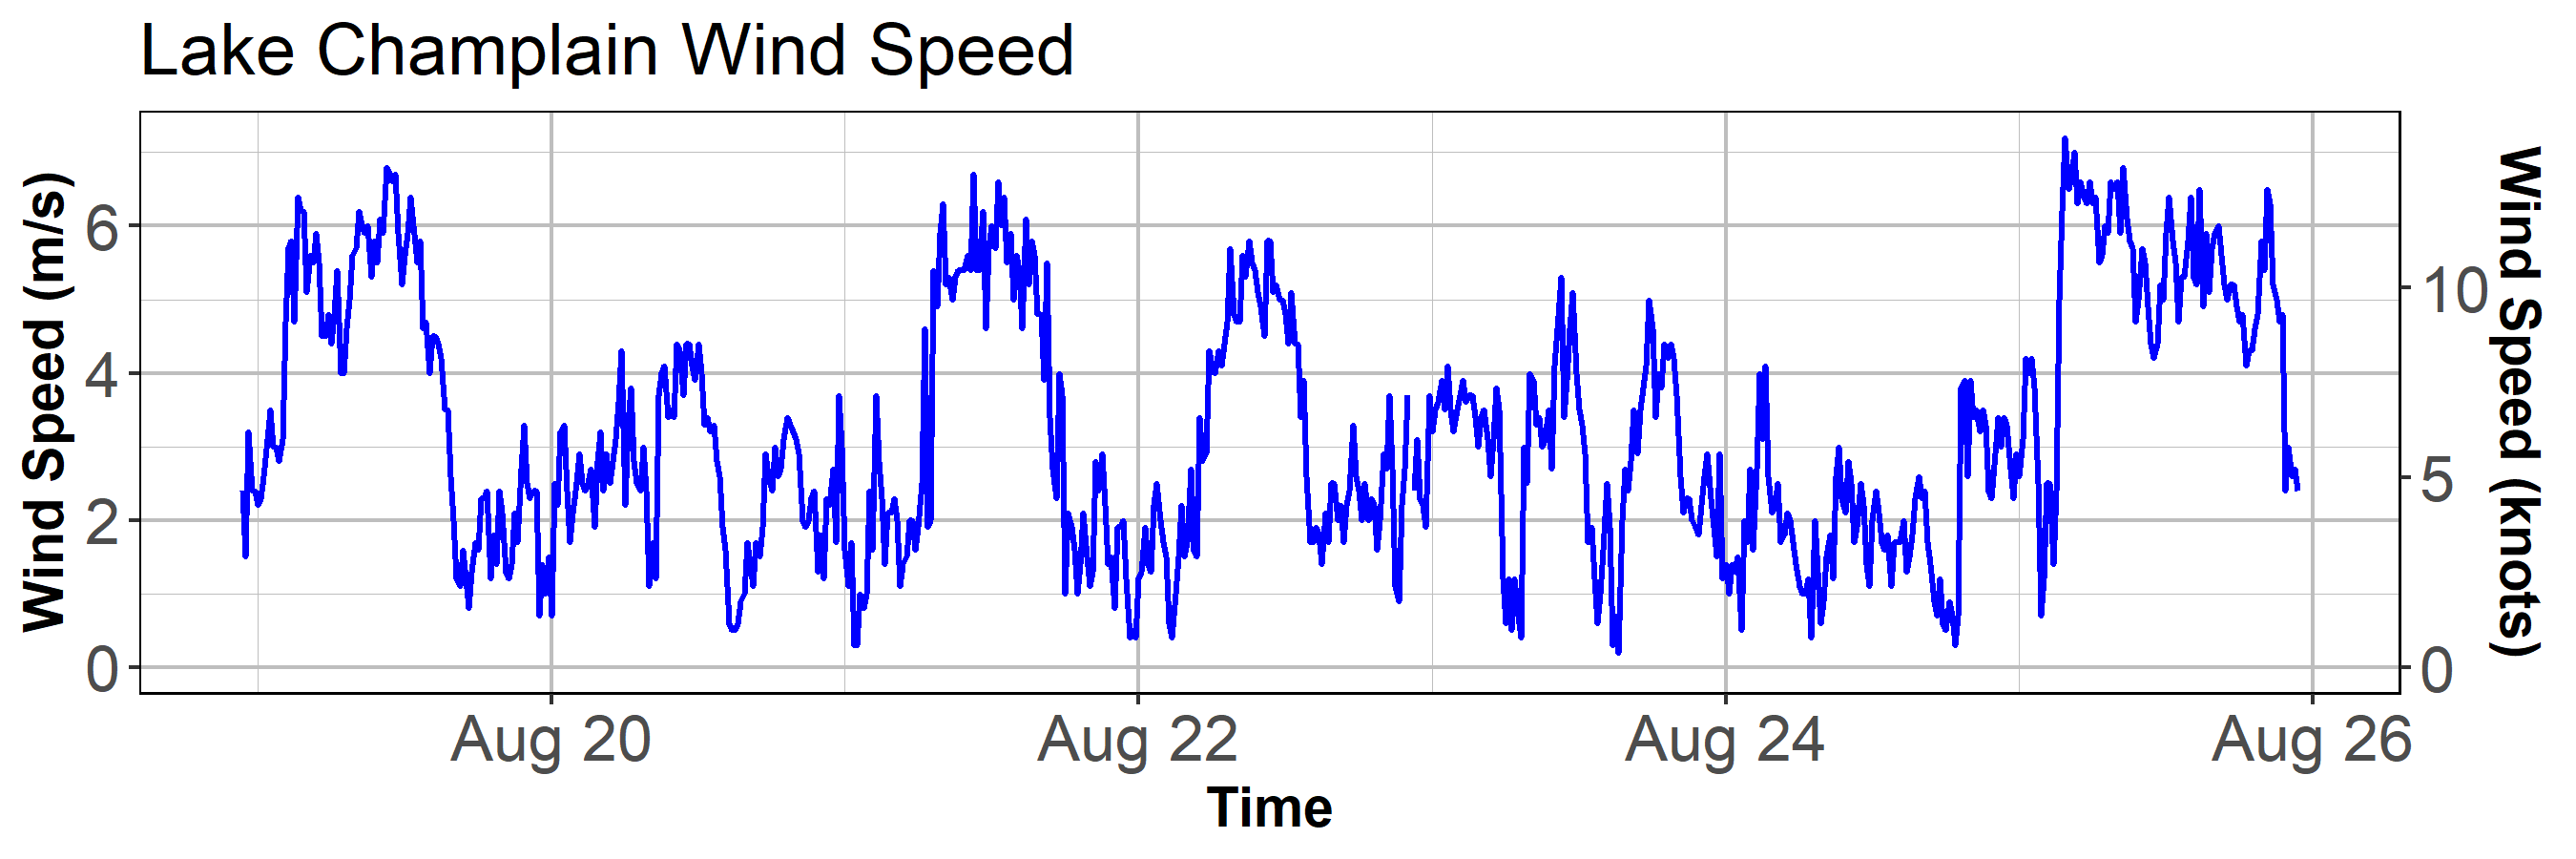 Lake Champlain Wind Speed
Wind Speed (m/s)
6
4
2
0
Wind Speed (knots)
10
5
0
Aug 20
Aug 22
Aug 24
Aug 26
Time